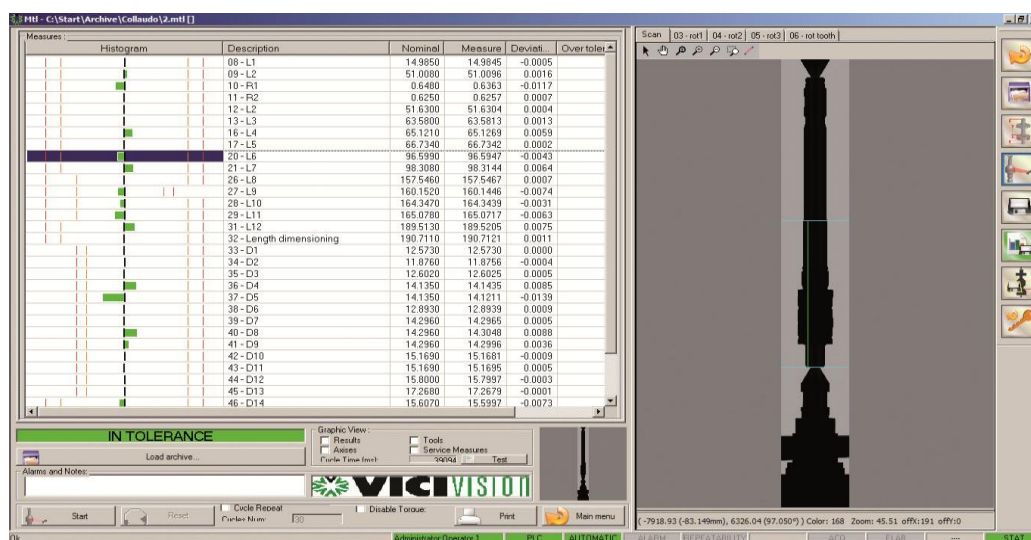 Mtl - C:\Start\Archive\Collaudo\2.mtl []
Measures :
Histogram Description Nominal Measure Deviati... Over toler
08 - L1 14.9850 14.9845 -0.0005
09 - L2 51.0080 51.0096 0.0016
10 - R1 0.6480 0.6363 -0.0117
11 - R2 0.6250 0.6257 0.0007
12 - L2 51.6300 51.6304 0.0004
13 - L3 63.5800 63.5813 0.0013
16 - L4 65.1210 65.1269 0.0059
17 - L5 66.7340 66.7342 0.0002
20 - L6 96.5990 96.5947 -0.0043
21 - L7 98.3080 98.3144 0.0064
26 - L8 157.5460 157.5467 0.0007
27 - L9 160.1520 160.1446 -0.0074
28 - L10 164.3470 164.3439 -0.0031
29 - L11 165.0780 165.0717 -0.0063
31 - L12 189.5130 189.5205 0.0075
32 - Length dimensioning 190.7110 190.7121 0.0011
33 - D1 12.5730 12.5730 0.0000
34 - D2 11.8760 11.8756 -0.0004
35 - D3 12.6020 12.6025 0.0005
36 - D4 14.1350 14.1435 0.0085
37 - D5 14.1350 14.1211 -0.0139
38 - D6 12.8930 12.8939 0.0009
39 - D7 14.2960 14.2965 0.0005
40 - D8 14.2960 14.3048 0.0088
41 - D9 14.2960 14.2996 0.0036
42 - D10 15.1690 15.1681 -0.0009
43 - D11 15.1690 15.1695 0.0005
44 - D12 15.8000 15.7997 -0.0003
45 - D13 17.2680 17.2679 -0.0001
46 - D14 15.6070 15.5997 -0.0073
IN TOLERANCE
Load archive...
Graphic View :
Results Tools
Axises Service Measures
Cycle Time (ms): 39094 Test
Alarms and Notes:
VICIVISION
Start Reset
Cycle Repeat Disable Torque:
Cycles Num: 30
Print Main menu
Scan 03 - rot1 04 - rot2 05 - rot3 06 - rot tooth
( -7918.93 (-83.149mm), 6326.04 (97.050º) ) Color: 168 Zoom: 45.51 offX:191 offY:0
Ok Administrator Operator 1 PLC AUTOMATIC ALARM REPEATABILITY ACQ ELAB ---- STAT